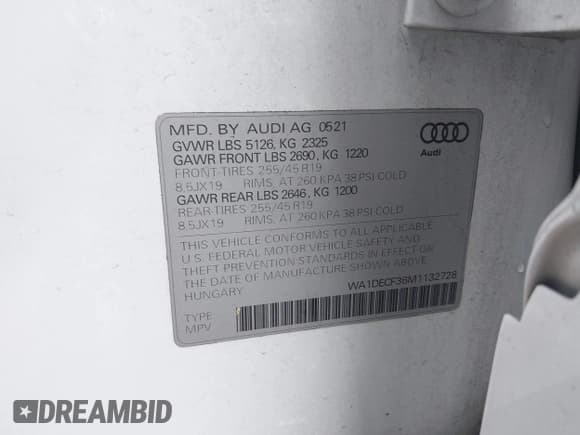 MFD. BY AUDI AG 0521
GVWR LBS 5126, KG 2325
GAWR FRONT LBS 2690, KG 1220
FRONT-TIRES 255/45 R19
8,5JX19 RIMS, AT 260 KPA 38 PSI COLD
GAWR REAR LBS 2646, KG 1200
REAR-TIRES 255/45 R19
8,5JX19 RIMS, AT 260 KPA 38 PSI COLD
THIS VEHICLE CONFORMS TO ALL APPLICABLE
U.S. FEDERAL MOTOR VEHICLE SAFETY AND
THEFT PREVENTION STANDARDS IN EFFECT ON
THE DATE OF MANUFACTURE SHOWN ABOVE
HUNGARY
WA1DECF36M1132728
TYPE
MPV
Audi
DREAMBID